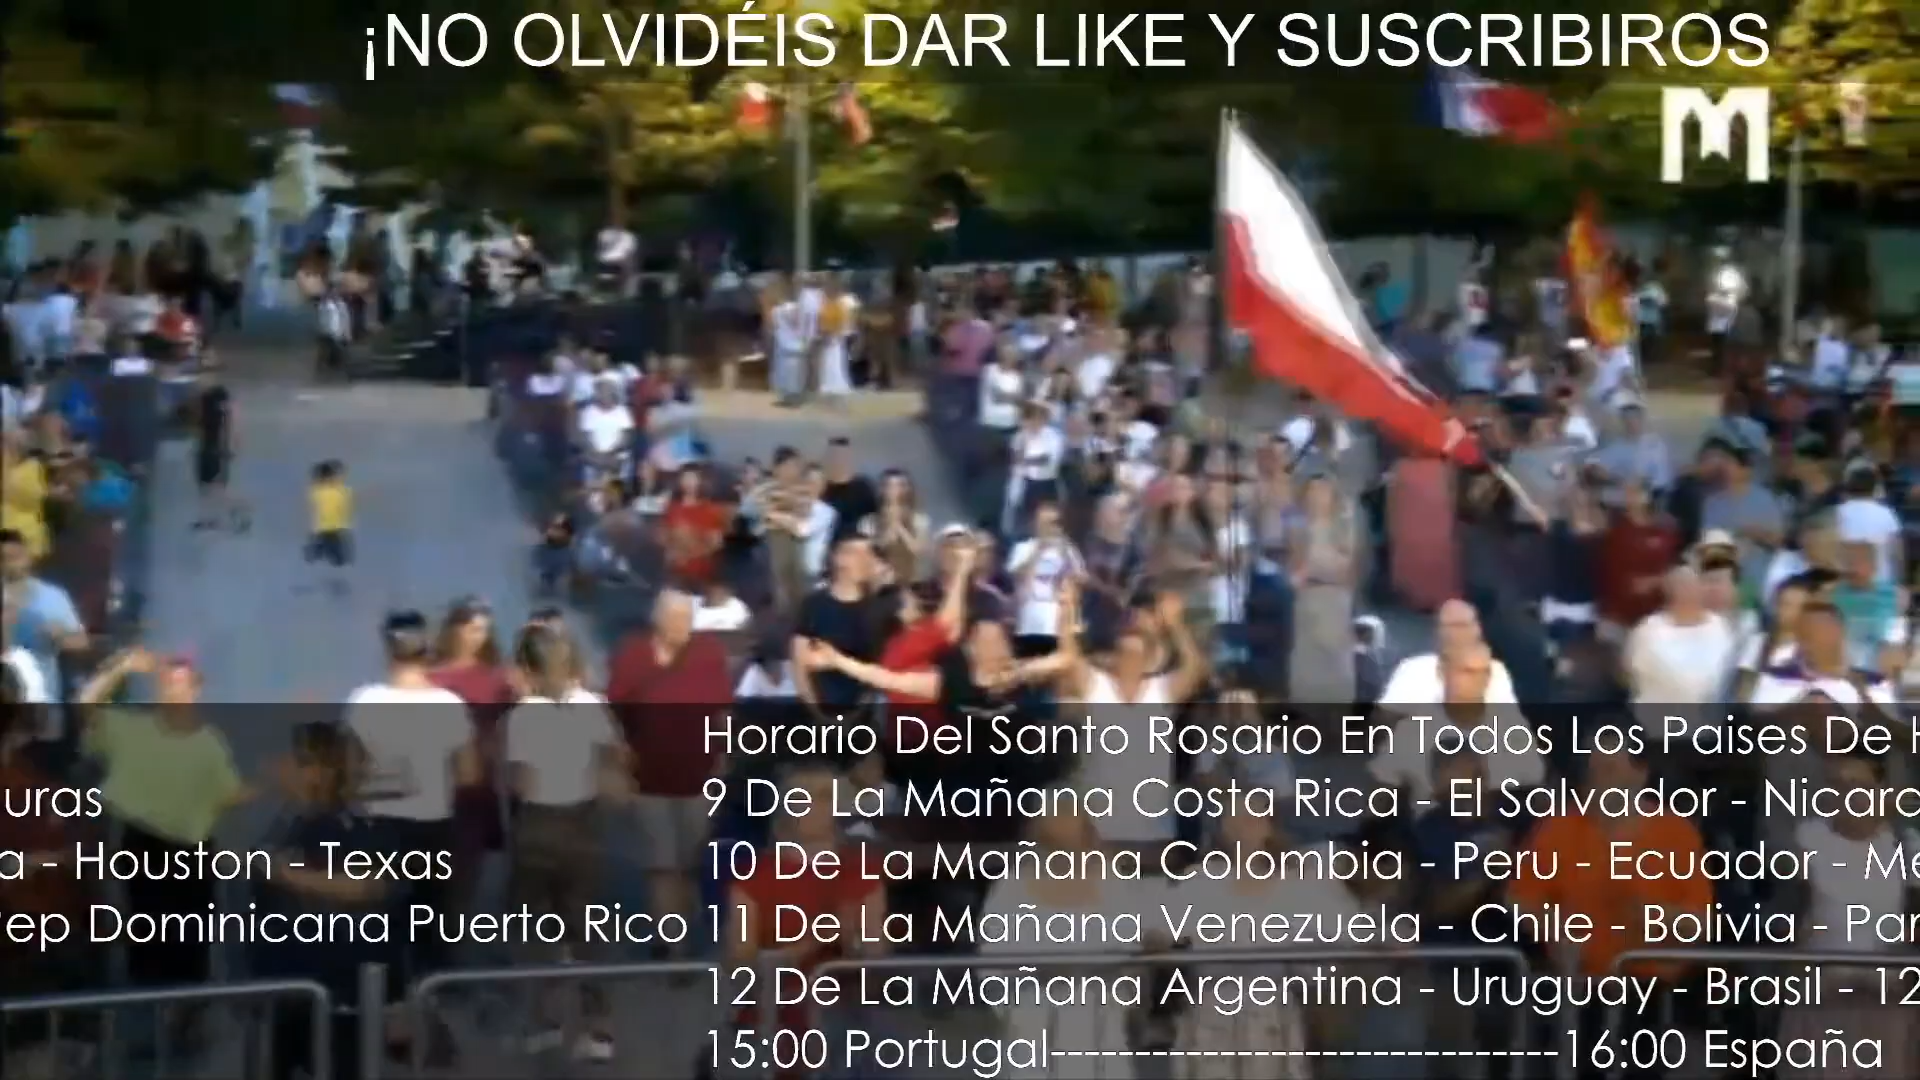 ¡NO OLVIDÉIS DAR LIKE Y SUSCRIBIROS
M
Horario Del Santo Rosario En Todos Los Paises De
uras 9 De La Mañana Costa Rica - El Salvador - Nicara
a - Houston - Texas 10 De La Mañana Colombia - Peru - Ecuador - Me
ep Dominicana Puerto Rico 11 De La Mañana Venezuela - Chile - Bolivia - Par
12 De La Mañana Argentina - Uruguay - Brasil - 12
15:00 Portugal-------------------------------16:00 España